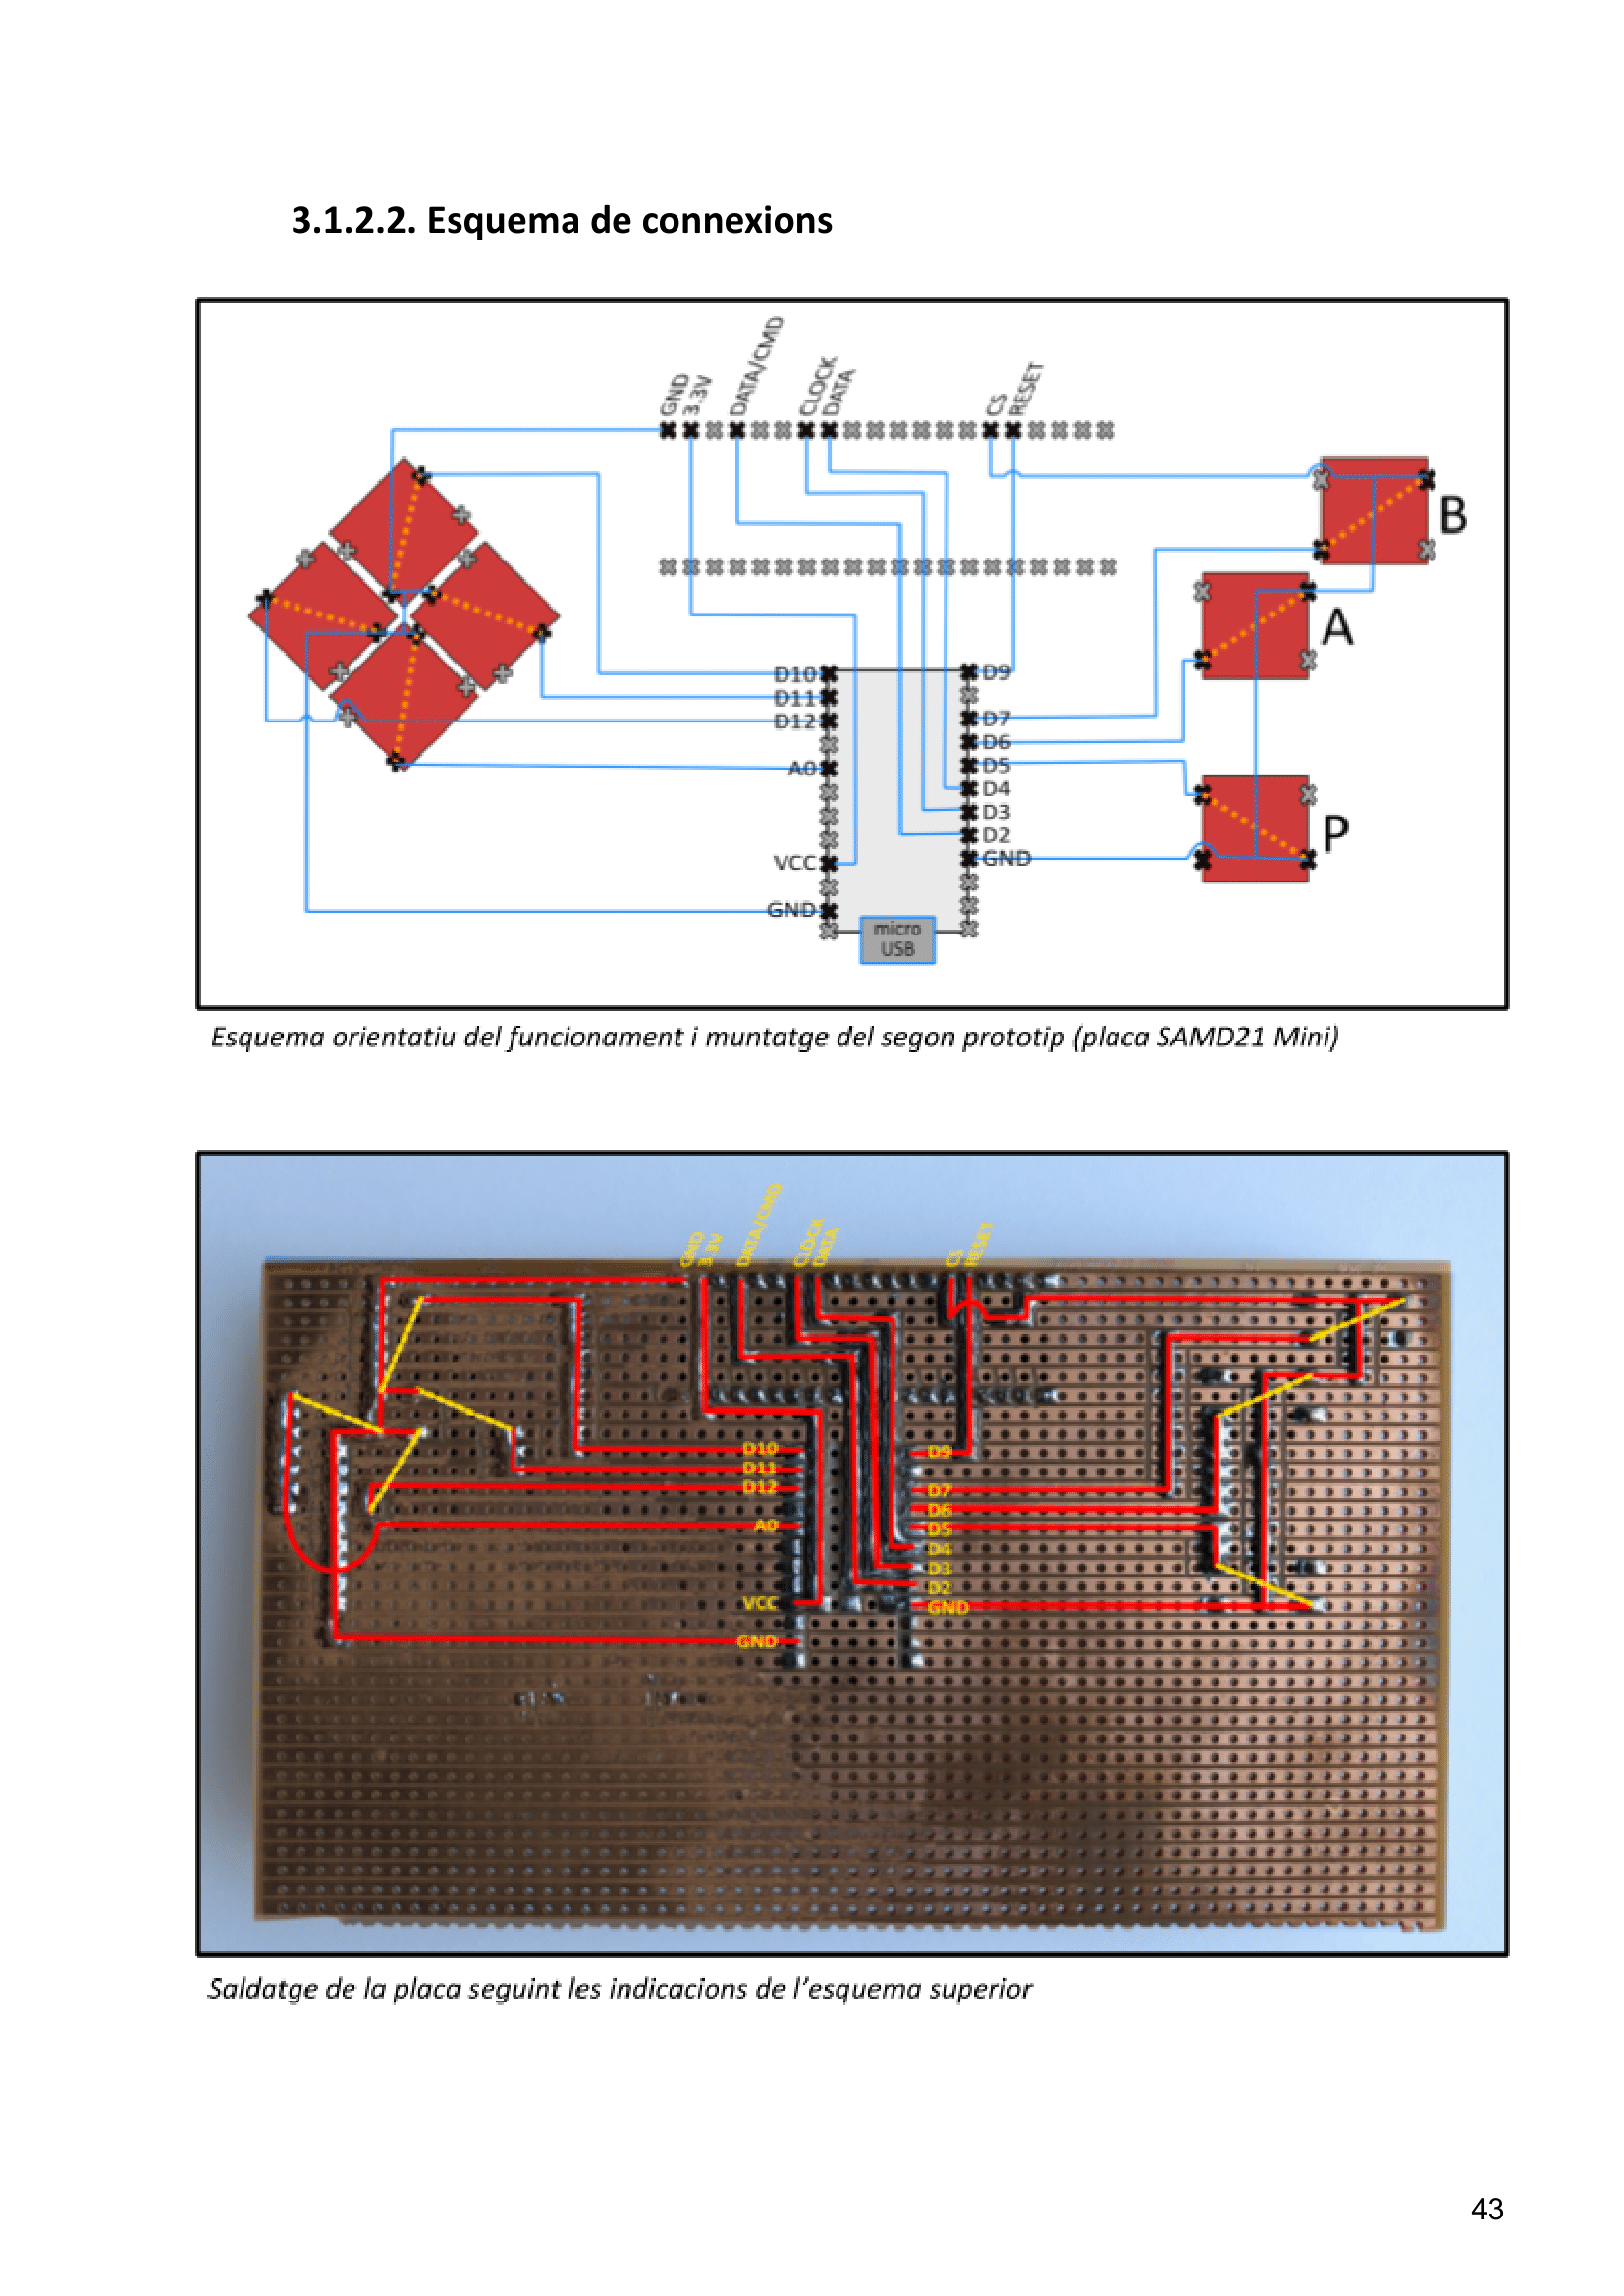 3.1.2.2. Esquema de connexions
GND
3.3V
DATA/CMD
CLOCK
DATA
CS
RESET
B
A
P
D10
D11
D12
A0
VCC
GND
D9
D7
D6
D5
D4
D3
D2
GND
micro
USB
Esquema orientatiu del funcionament i muntatge del segon prototip (placa SAMD21 Mini)
GND
3.3V
DATA/CMD
CLOCK
DATA
CS
RESET
D10
D11
D12
A0
VCC
GND
D9
D7
D6
D5
D4
D3
D2
GND
Saldatge de la placa seguint les indicacions de l'esquema superior
43